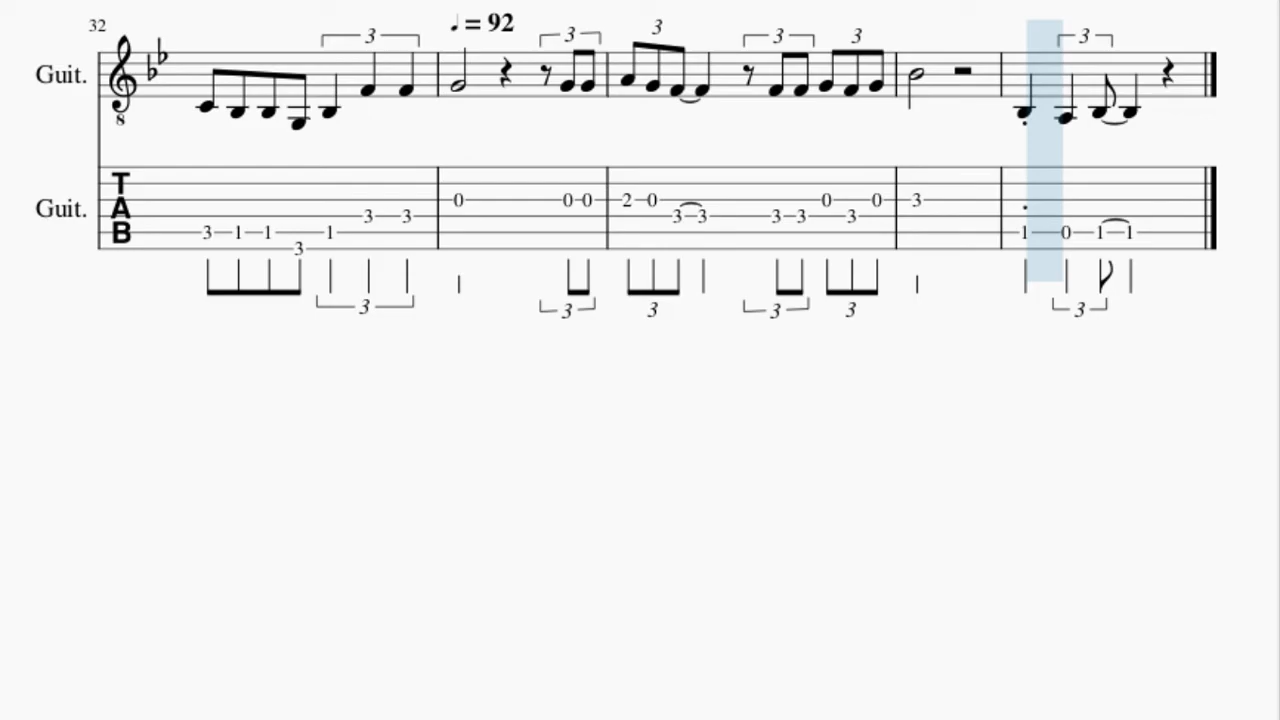 32
♩ = 92
3 3 3 3 3 3
Guit.
8
Guit.
TAB
3 1 1 3 1 3 3 0 0 0 2 0 3 3 3 3 0 3 0 3 1 0 1 1
3 3 3 3 3 3